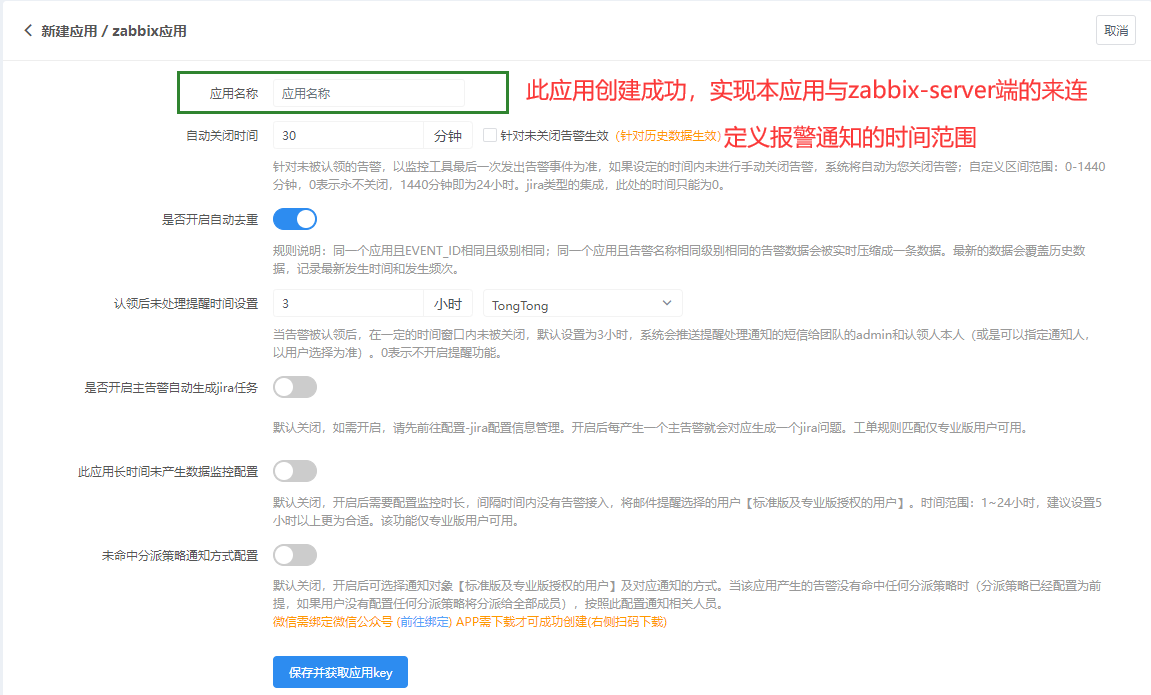 新建应用 / zabbix应用
取消
应用名称 应用名称 此应用创建成功，实现本应用与zabbix-server端的来连
自动关闭时间 30 分钟 针对未关闭告警生效 (针对历史数据生效) 定义报警通知的时间范围
针对未被认领的告警，以监控工具最后一次发出告警事件为准，如果设定的时间内未进行手动关闭告警，系统将自动为您关闭告警；自定义区间范围：0-1440
分钟，0表示永不关闭，1440分钟即为24小时。jira类型的集成，此处的时间只能为0。
是否开启自动去重
规则说明：同一个应用且EVENT_ID相同且级别相同；同一个应用且告警名称相同级别相同的告警数据会被实时压缩成一条数据。最新的数据会覆盖历史数
据，记录最新发生时间和发生频次。
认领后未处理提醒时间设置 3 小时 TongTong
当告警被认领后，在一定的时间窗口内未被关闭，默认设置为3小时，系统会推送提醒处理通知的短信给团队的admin和认领人本人（或是可以指定通知人，
以用户选择为准）。0表示不开启提醒功能。
是否开启主告警自动生成jira任务
默认关闭，如需开启，请先前往配置-jira配置信息管理。开启后每产生一个主告警就会对应生成一个jira问题。工单规则匹配仅专业版用户可用。
此应用长时间未产生数据监控配置
默认关闭，开启后需要配置监控时长，间隔时间内没有告警接入，将邮件提醒选择的用户【标准版及专业版授权的用户】。时间范围：1~24小时，建议设置5
小时以上更为合适。该功能仅专业版用户可用。
未命中分派策略通知方式配置
默认关闭，开启后可选择通知对象【标准版及专业版授权的用户】及对应通知的方式。当该应用产生的告警没有命中任何分派策略时（分派策略已经配置为前
提，如果用户没有配置任何分派策略将分派给全部成员），按照此配置通知相关人员。
微信需绑定微信公众号 (前往绑定) APP需下载才可成功创建(右侧扫码下载)
保存并获取应用key